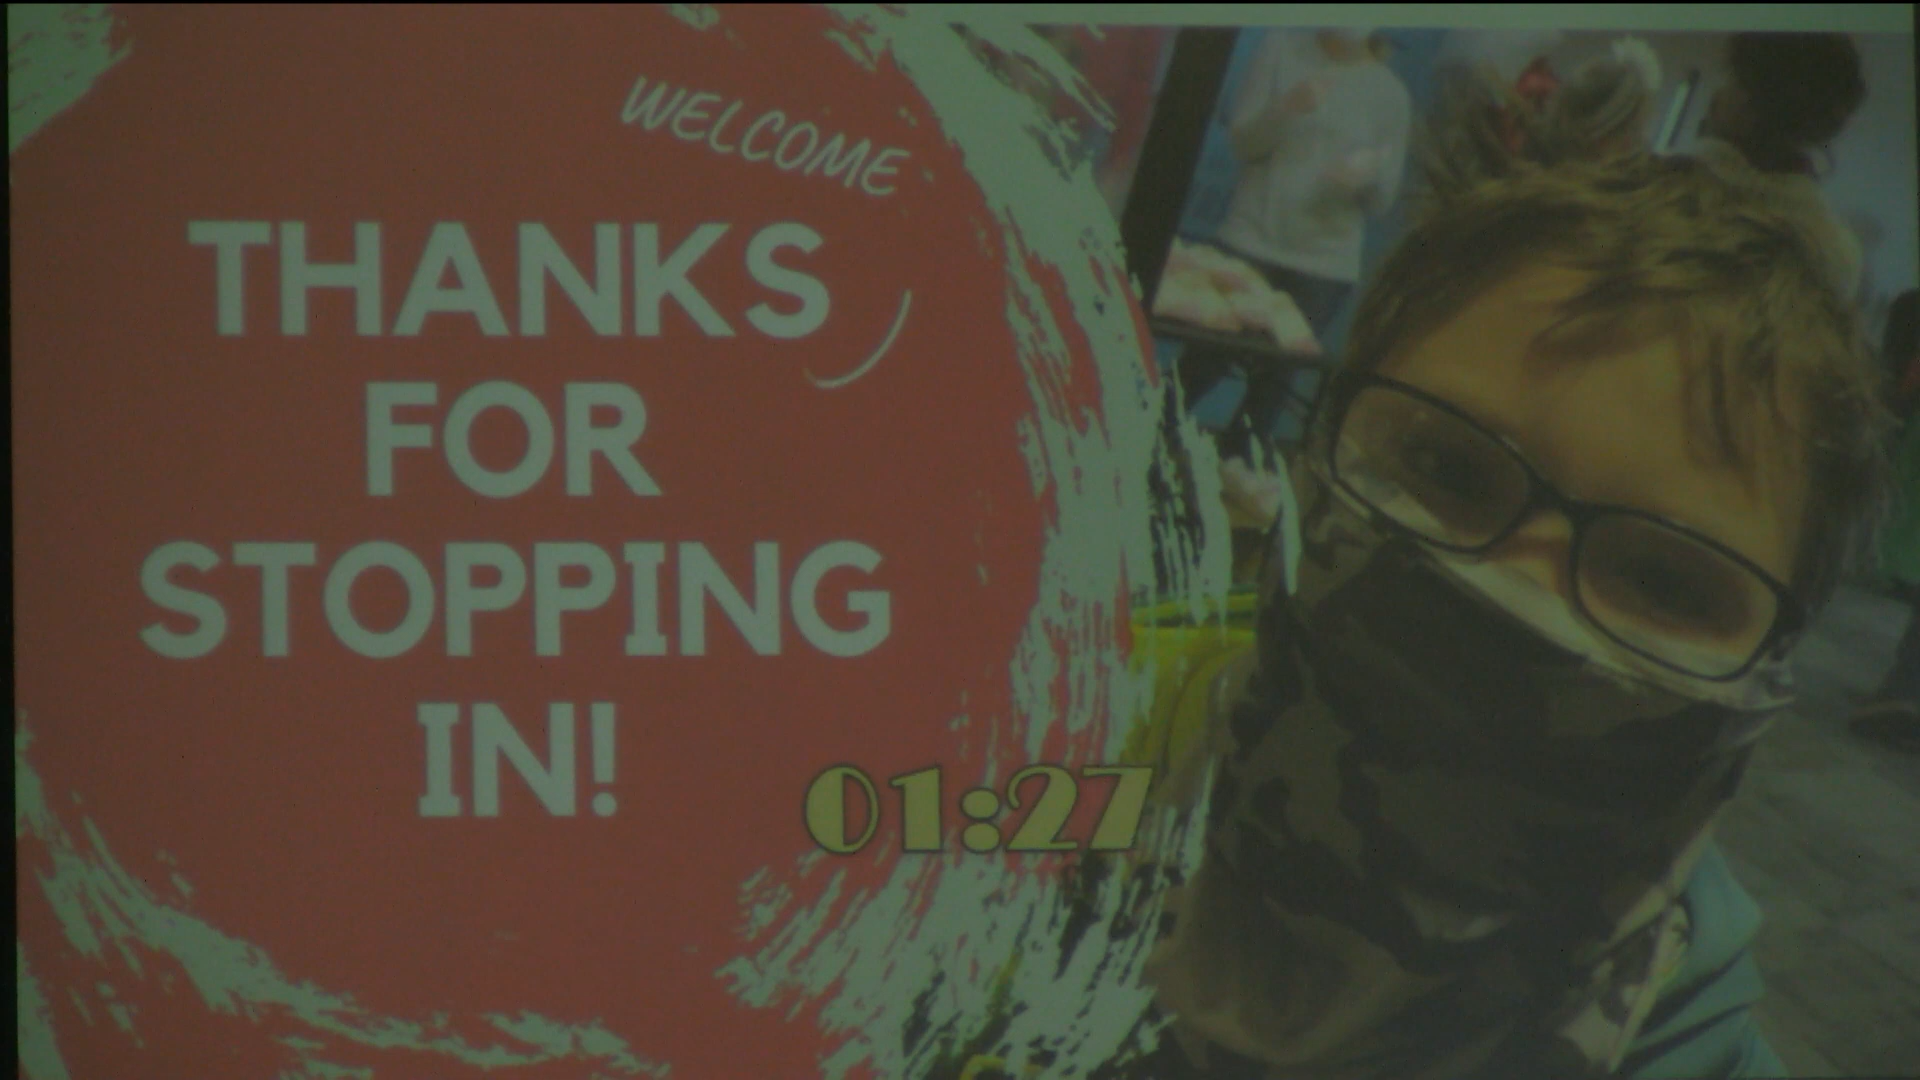 WELCOME
THANKS
FOR
STOPPING
IN!
01:27